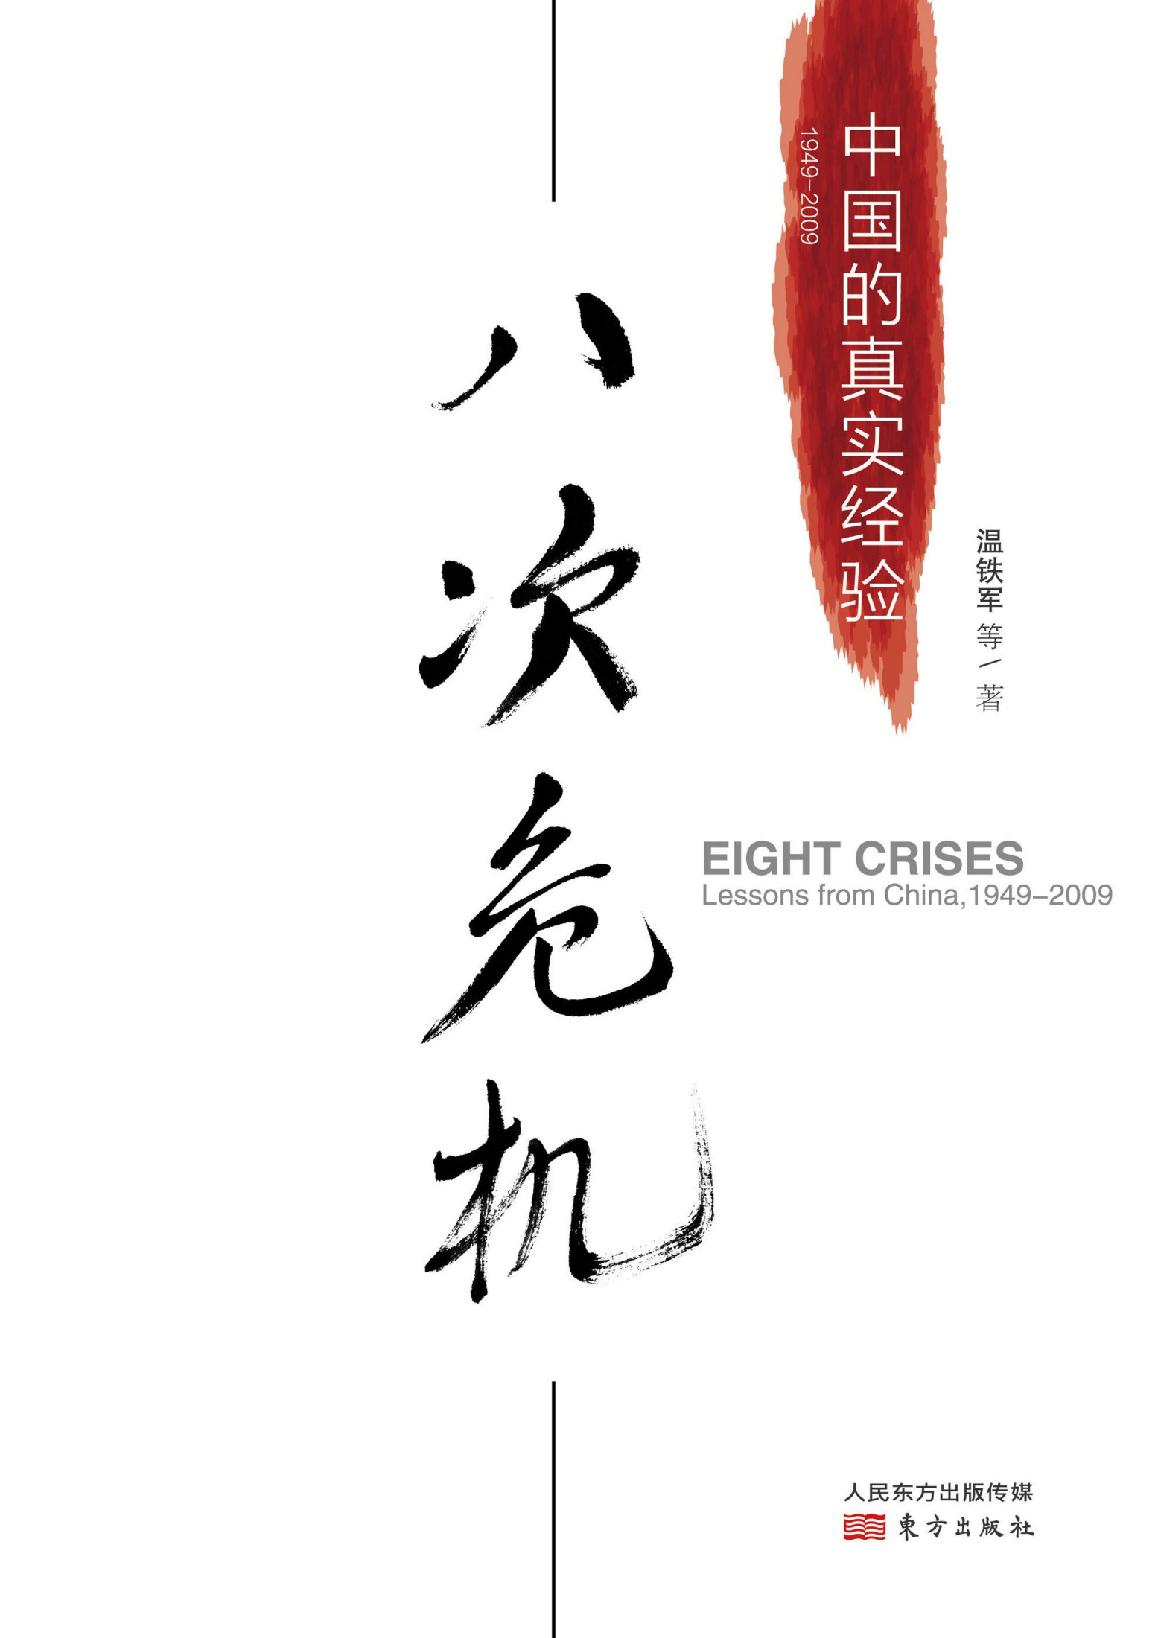 中国的真实经验
1949-2009
温铁军 等/著
八次危机
EIGHT CRISES
Lessons from China,1949-2009
人民东方出版传媒
東方出版社